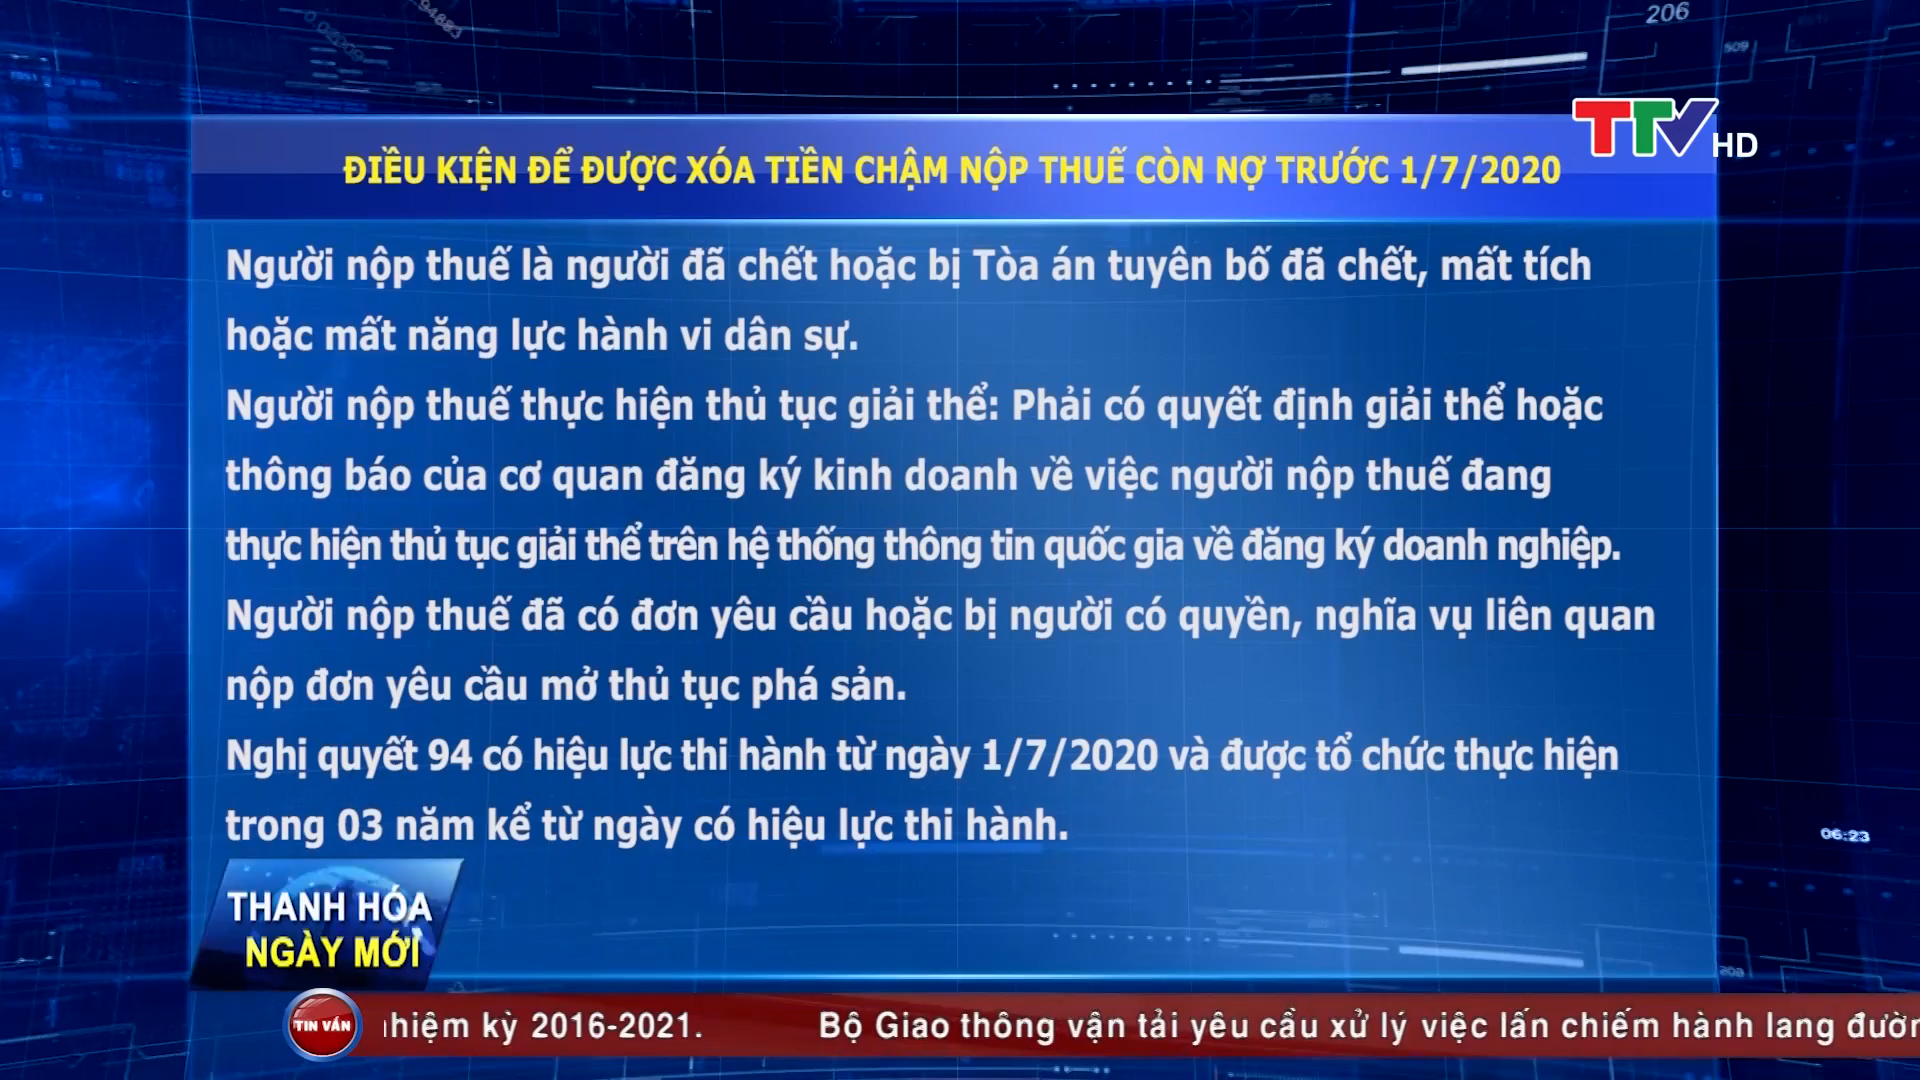 206
509
TTV HD
ĐIỀU KIỆN ĐỂ ĐƯỢC XÓA TIỀN CHẬM NỘP THUẾ CÒN NỢ TRƯỚC 1/7/2020
Người nộp thuế là người đã chết hoặc bị Tòa án tuyên bố đã chết, mất tích
hoặc mất năng lực hành vi dân sự.
Người nộp thuế thực hiện thủ tục giải thể: Phải có quyết định giải thể hoặc
thông báo của cơ quan đăng ký kinh doanh về việc người nộp thuế đang
thực hiện thủ tục giải thể trên hệ thống thông tin quốc gia về đăng ký doanh nghiệp.
Người nộp thuế đã có đơn yêu cầu hoặc bị người có quyền, nghĩa vụ liên quan
nộp đơn yêu cầu mở thủ tục phá sản.
Nghị quyết 94 có hiệu lực thi hành từ ngày 1/7/2020 và được tổ chức thực hiện
trong 03 năm kể từ ngày có hiệu lực thi hành.
06:23
THANH HÓA
NGÀY MỚI
TIN VẮN
hiệm kỳ 2016-2021. Bộ Giao thông vận tải yêu cầu xử lý việc lấn chiếm hành lang đườn